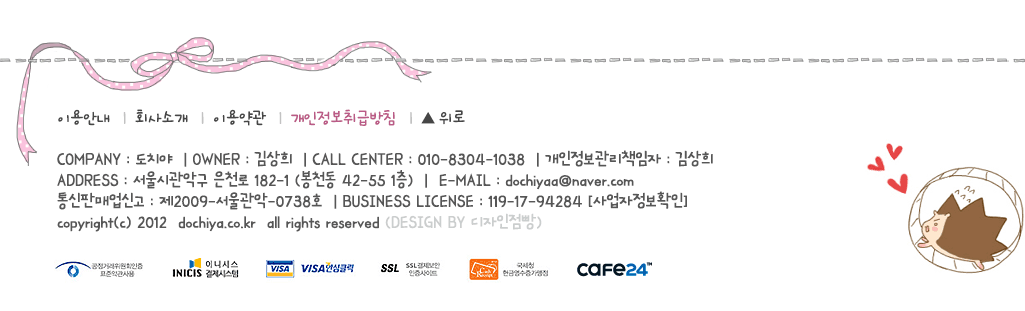 이용안내 | 회사소개 | 이용약관 | 개인정보취급방침 | ▲ 위로
COMPANY : 도치야 | OWNER : 김상희 | CALL CENTER : 010-8304-1038 | 개인정보관리책임자 : 김상희
ADDRESS : 서울시관악구 은천로 182-1 (봉천동 42-55 1층) | E-MAIL : dochiyaa@naver.com
통신판매업신고 : 제2009-서울관악-0738호 | BUSINESS LICENSE : 119-17-94284 [사업자정보확인]
copyright(c) 2012 dochiya.co.kr all rights reserved (DESIGN BY 디자인점빵)
공정거래위원회인증 표준약관사용
INICIS 이니시스 결제시스템
VISA VISA안심클릭
SSL SSL결제보안 인증사이트
국세청 현금영수증가맹점
cafe24™